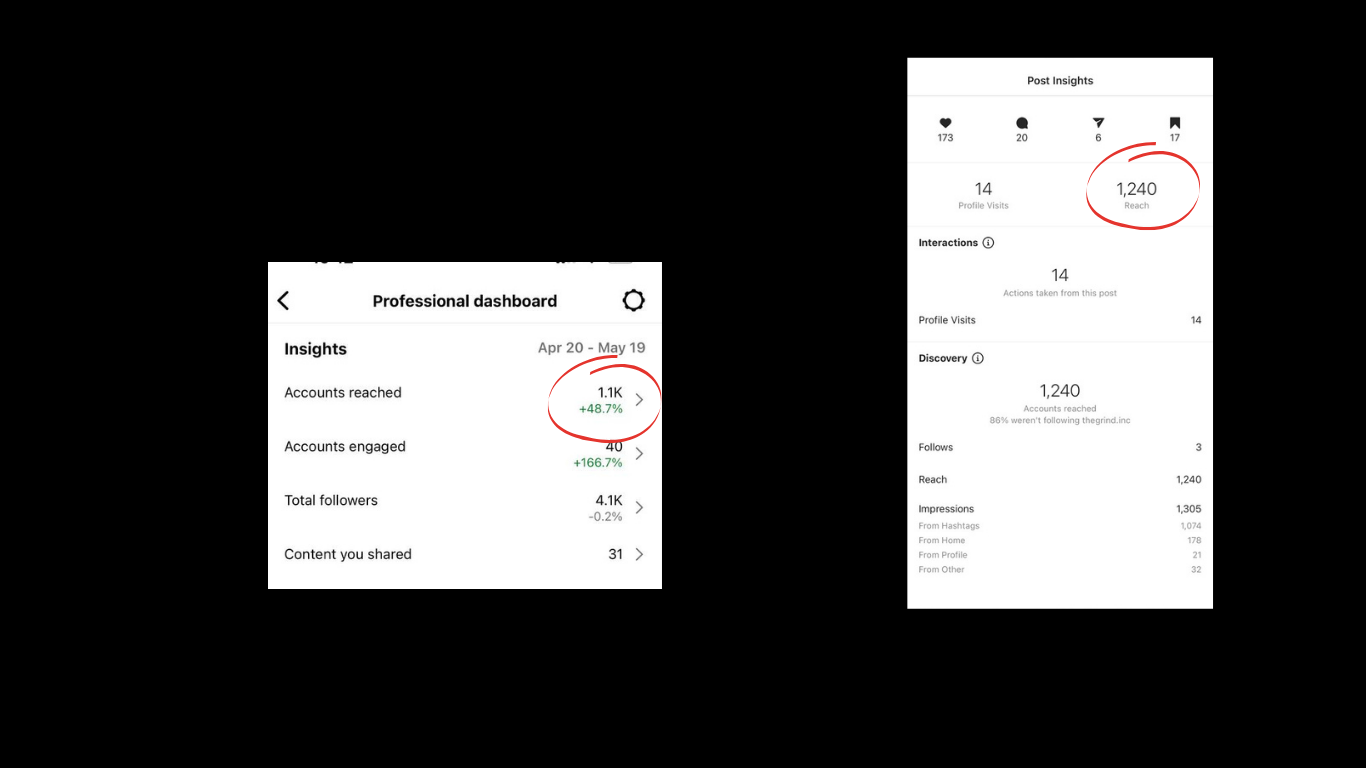 Professional dashboard
Insights Apr 20 - May 19
Accounts reached 1.1K
+48.7%
Accounts engaged 40
+166.7%
Total followers 4.1K
-0.2%
Content you shared 31
Post Insights
173 20 6 17
14 1,240
Profile Visits Reach
Interactions
14
Actions taken from this post
Profile Visits 14
Discovery
1,240
Accounts reached
86% weren't following thegrind.inc
Follows 3
Reach 1,240
Impressions 1,305
From Hashtags 1,074
From Home 178
From Profile 21
From Other 32